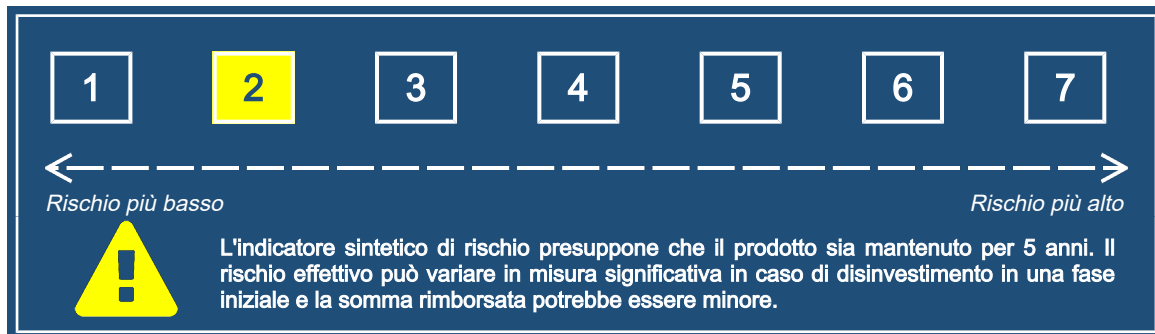 1 2 3 4 5 6 7
Rischio più basso Rischio più alto
L'indicatore sintetico di rischio presuppone che il prodotto sia mantenuto per 5 anni. Il
rischio effettivo può variare in misura significativa in caso di disinvestimento in una fase
iniziale e la somma rimborsata potrebbe essere minore.